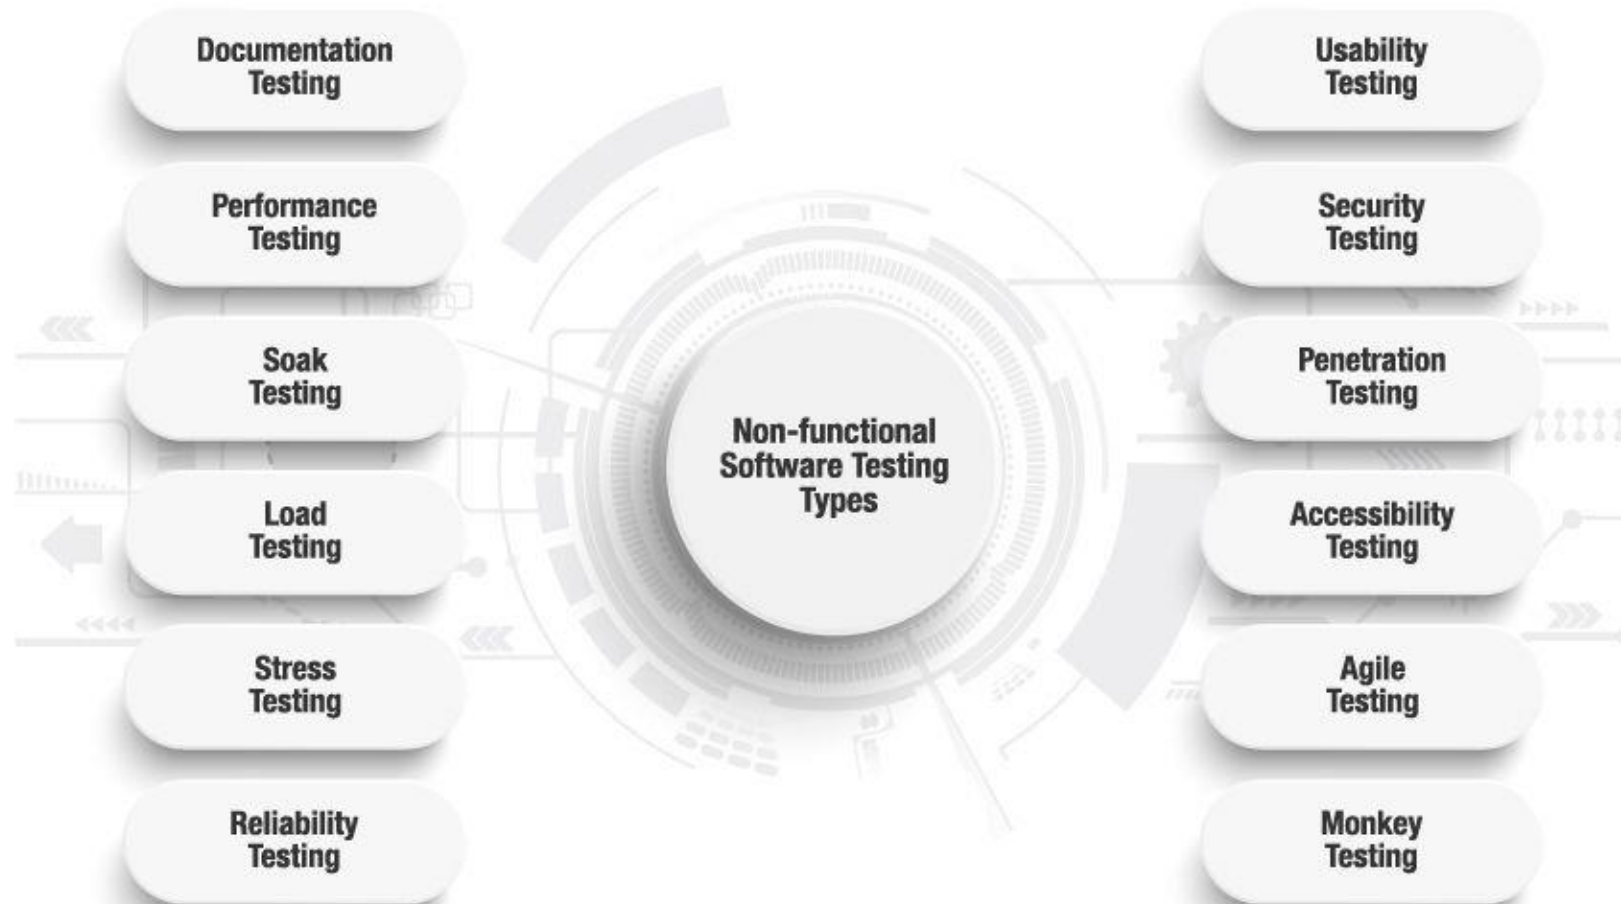 Documentation
Testing
Performance
Testing
Soak
Testing
Load
Testing
Stress
Testing
Reliability
Testing
Non-functional
Software Testing
Types
Usability
Testing
Security
Testing
Penetration
Testing
Accessibility
Testing
Agile
Testing
Monkey
Testing